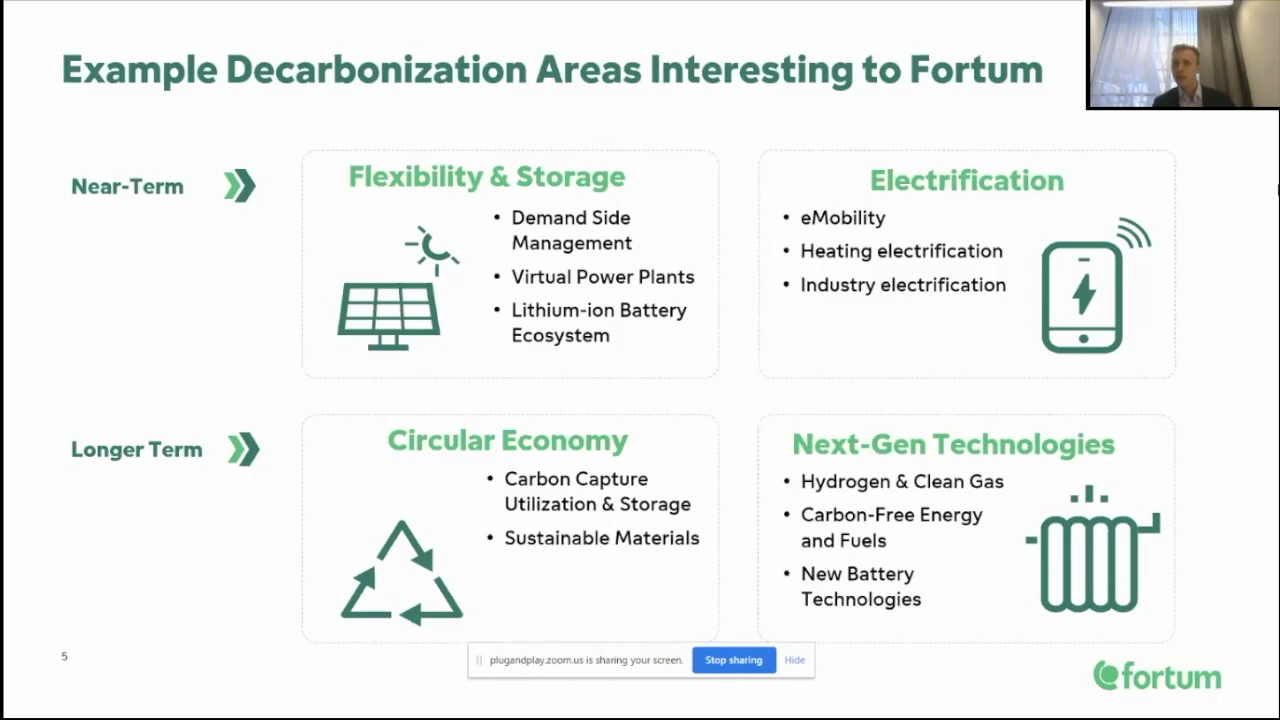 Example Decarbonization Areas Interesting to Fortum
Near-Term
Flexibility & Storage
• Demand Side
Management
• Virtual Power Plants
• Lithium-ion Battery
Ecosystem
Electrification
• eMobility
• Heating electrification
• Industry electrification
Longer Term
Circular Economy
• Carbon Capture
Utilization & Storage
• Sustainable Materials
Next-Gen Technologies
• Hydrogen & Clean Gas
• Carbon-Free Energy
and Fuels
• New Battery
Technologies
5
plugandplay.zoom.us is sharing your screen.
Stop sharing
Hide
fortum